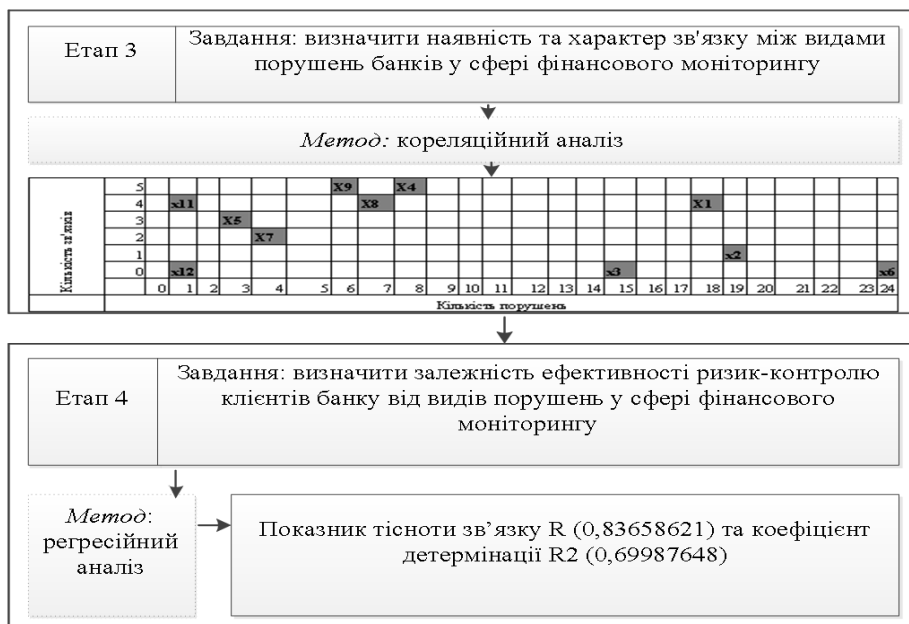 Етап 3
Завдання: визначити наявність та характер зв'язку між видами
порушень банків у сфері фінансового моніторингу
Метод: кореляційний аналіз
Кількість зв'язків
5 X9 X4
4 x11 X8 X1
3 X5
2 X7
1 x2
0 x12 x3 x6
0 1 2 3 4 5 6 7 8 9 10 11 12 13 14 15 16 17 18 19 20 21 22 23 24
Кількість порушень
Етап 4
Завдання: визначити залежність ефективності ризик-контролю
клієнтів банку від видів порушень у сфері фінансового
моніторингу
Метод:
регресійний
аналіз
Показник тісноти зв’язку R (0,83658621) та коефіцієнт
детермінації R2 (0,69987648)